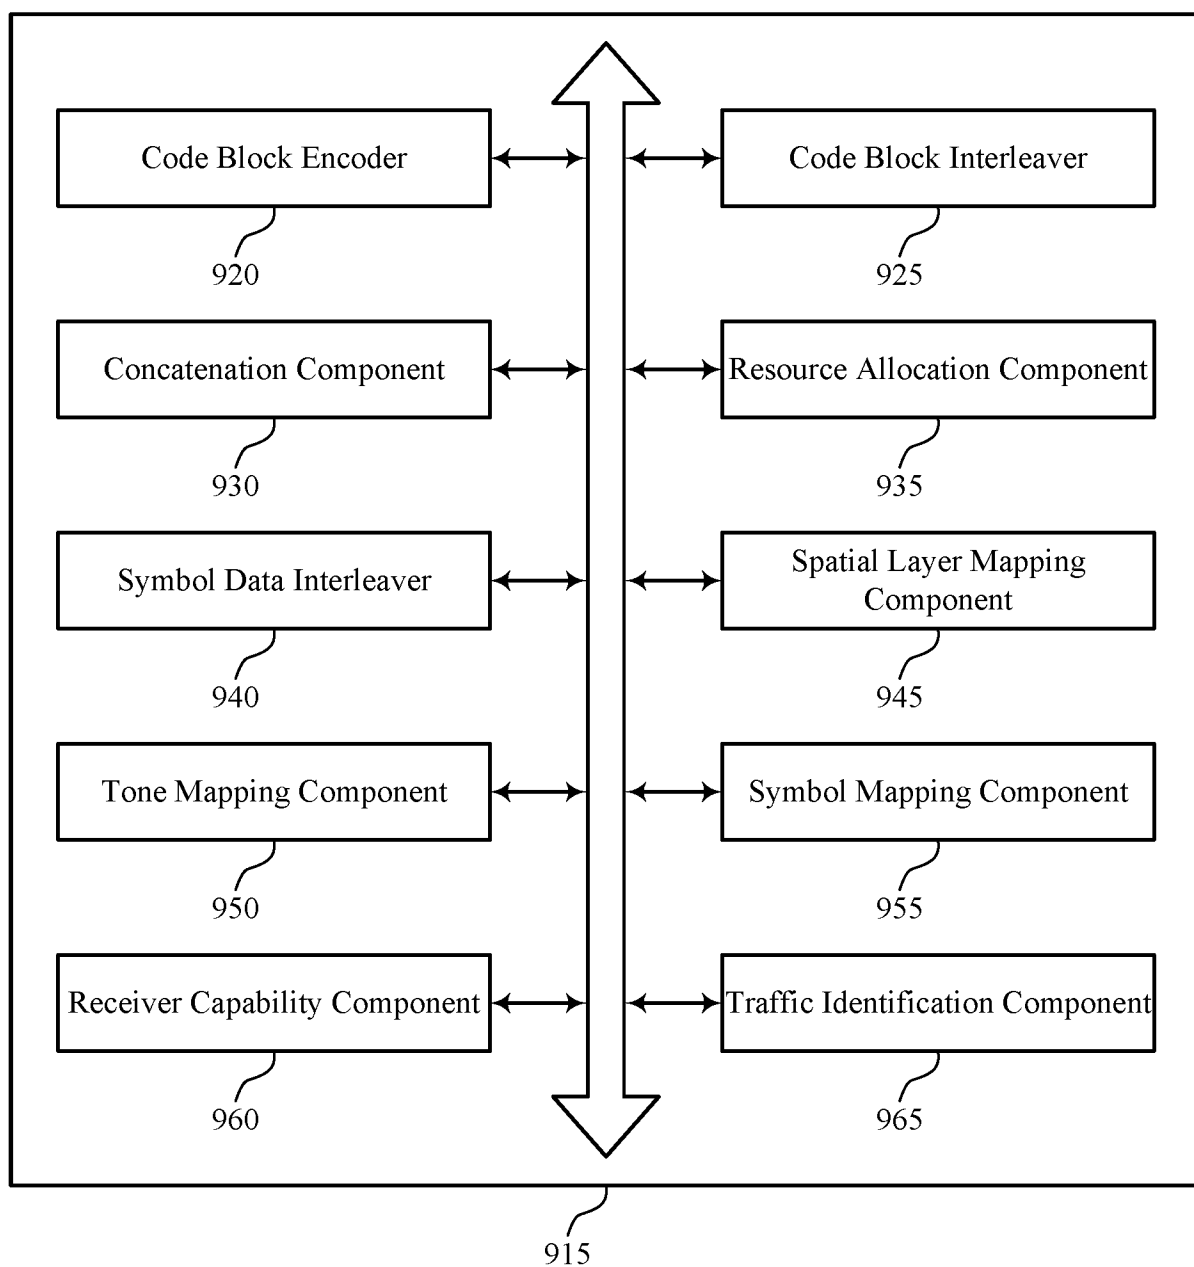 Code Block Encoder
920
Code Block Interleaver
925
Concatenation Component
930
Resource Allocation Component
935
Symbol Data Interleaver
940
Spatial Layer Mapping
Component
945
Tone Mapping Component
950
Symbol Mapping Component
955
Receiver Capability Component
960
Traffic Identification Component
965
915